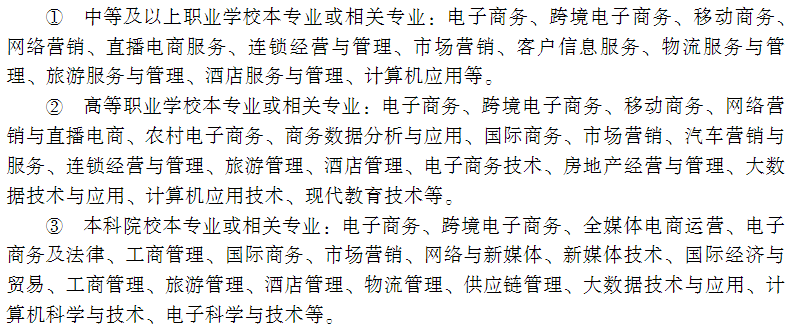 ① 中等及以上职业学校本专业或相关专业：电子商务、跨境电子商务、移动商务、
网络营销、直播电商服务、连锁经营与管理、市场营销、客户信息服务、物流服务与管
理、旅游服务与管理、酒店服务与管理、计算机应用等。
② 高等职业学校本专业或相关专业：电子商务、跨境电子商务、移动商务、网络营
销与直播电商、农村电子商务、商务数据分析与应用、国际商务、市场营销、汽车营销与
服务、连锁经营与管理、旅游管理、酒店管理、电子商务技术、房地产经营与管理、大数
据技术与应用、计算机应用技术、现代教育技术等。
③ 本科院校本专业或相关专业：电子商务、跨境电子商务、全媒体电商运营、电子
商务及法律、工商管理、国际商务、市场营销、网络与新媒体、新媒体技术、国际经济与
贸易、工商管理、旅游管理、酒店管理、物流管理、供应链管理、大数据技术与应用、计
算机科学与技术、电子科学与技术等。